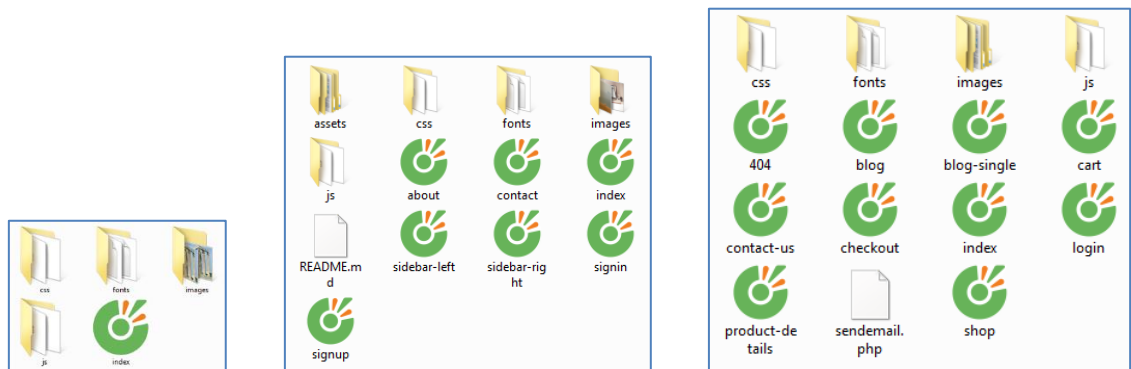 css fonts images
js index
assets css fonts images
js about contact index
README.m
d
sidebar-left
sidebar-rig
ht
signin
signup
css fonts images js
404 blog blog-single cart
contact-us checkout index login
product-de
tails
sendemail.
php
shop